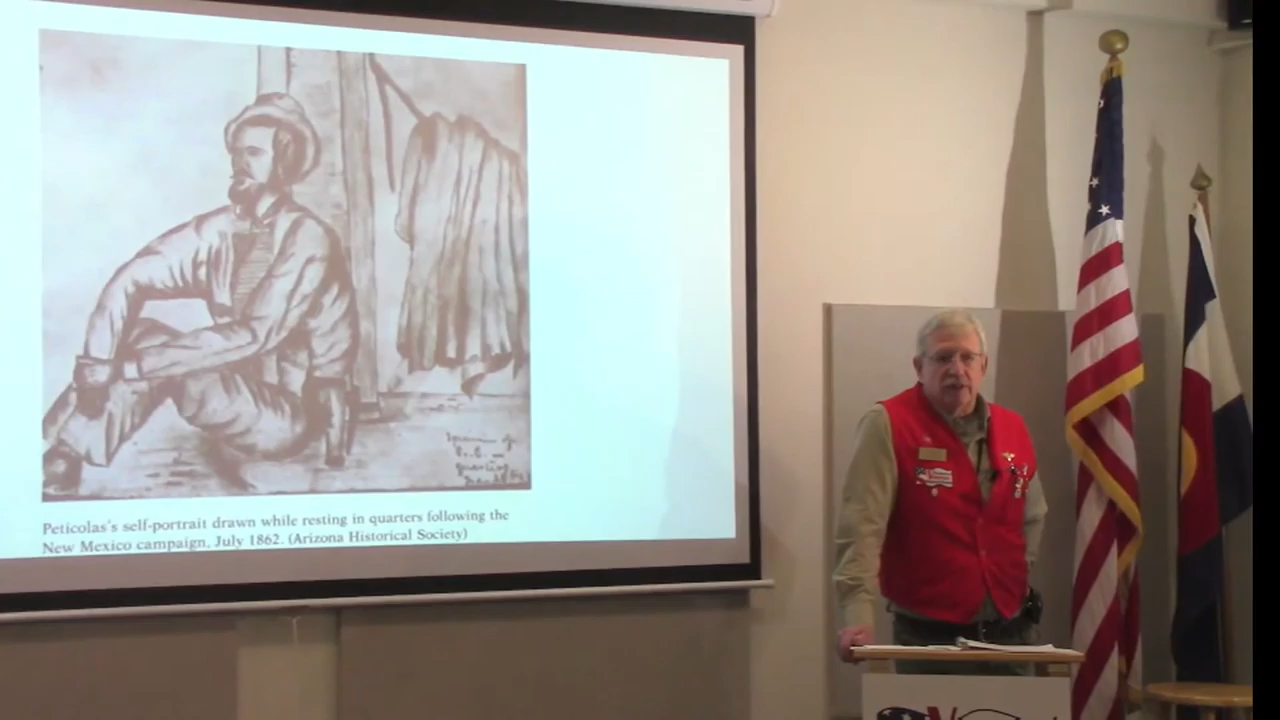 Peticolas's self-portrait drawn while resting in quarters following the
New Mexico campaign, July 1862. (Arizona Historical Society)